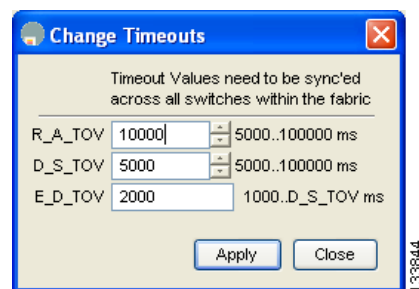 Change Timeouts
Timeout Values need to be sync'ed
across all switches within the fabric
R_A_TOV 10000 5000..100000 ms
D_S_TOV 5000 5000..100000 ms
E_D_TOV 2000 1000..D_S_TOV ms
Apply Close
133844